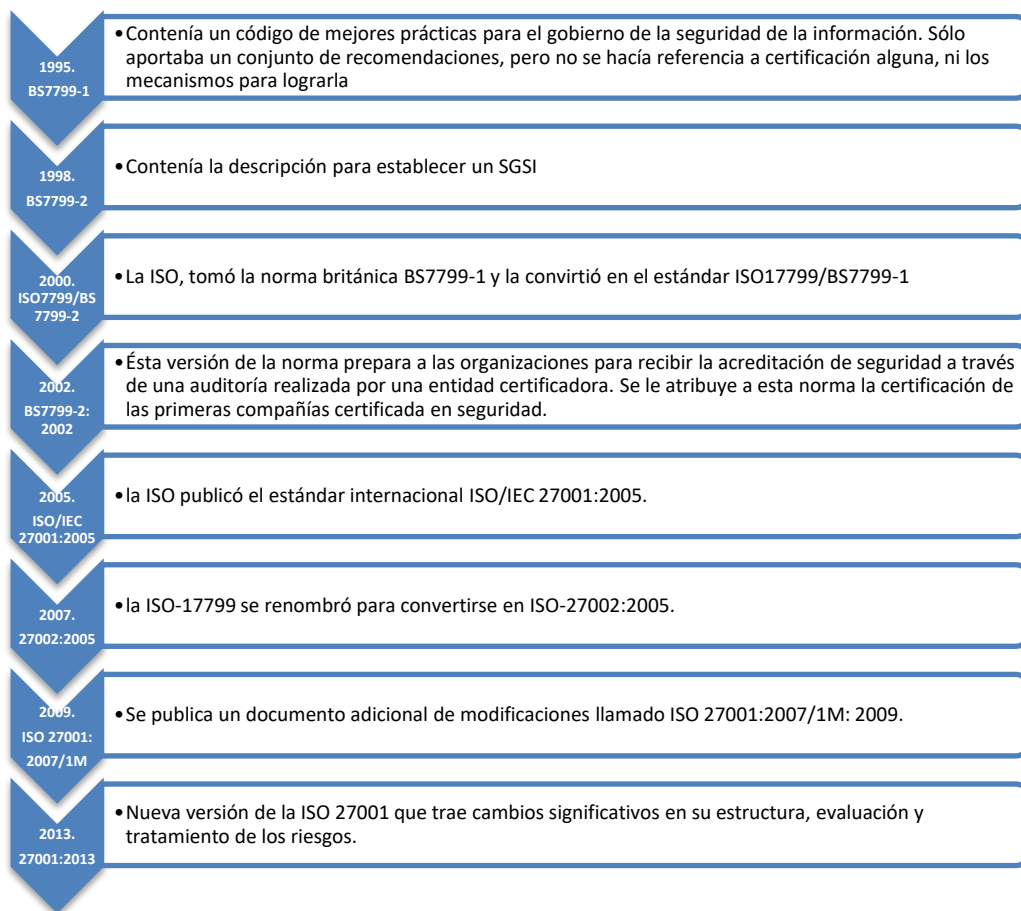 1995.
BS7799-1
•Contenía un código de mejores prácticas para el gobierno de la seguridad de la información. Sólo
aportaba un conjunto de recomendaciones, pero no se hacía referencia a certificación alguna, ni los
mecanismos para lograrla
1998.
BS7799-2
•Contenía la descripción para establecer un SGSI
2000.
ISO7799/BS
7799-2
•La ISO, tomó la norma británica BS7799-1 y la convirtió en el estándar ISO17799/BS7799-1
2002.
BS7799-2:
2002
•Ésta versión de la norma prepara a las organizaciones para recibir la acreditación de seguridad a través
de una auditoría realizada por una entidad certificadora. Se le atribuye a esta norma la certificación de
las primeras compañías certificada en seguridad.
2005.
ISO/IEC
27001:2005
•la ISO publicó el estándar internacional ISO/IEC 27001:2005.
2007.
27002:2005
•la ISO-17799 se renombró para convertirse en ISO-27002:2005.
2009.
ISO 27001:
2007/1M
•Se publica un documento adicional de modificaciones llamado ISO 27001:2007/1M: 2009.
2013.
27001:2013
•Nueva versión de la ISO 27001 que trae cambios significativos en su estructura, evaluación y
tratamiento de los riesgos.